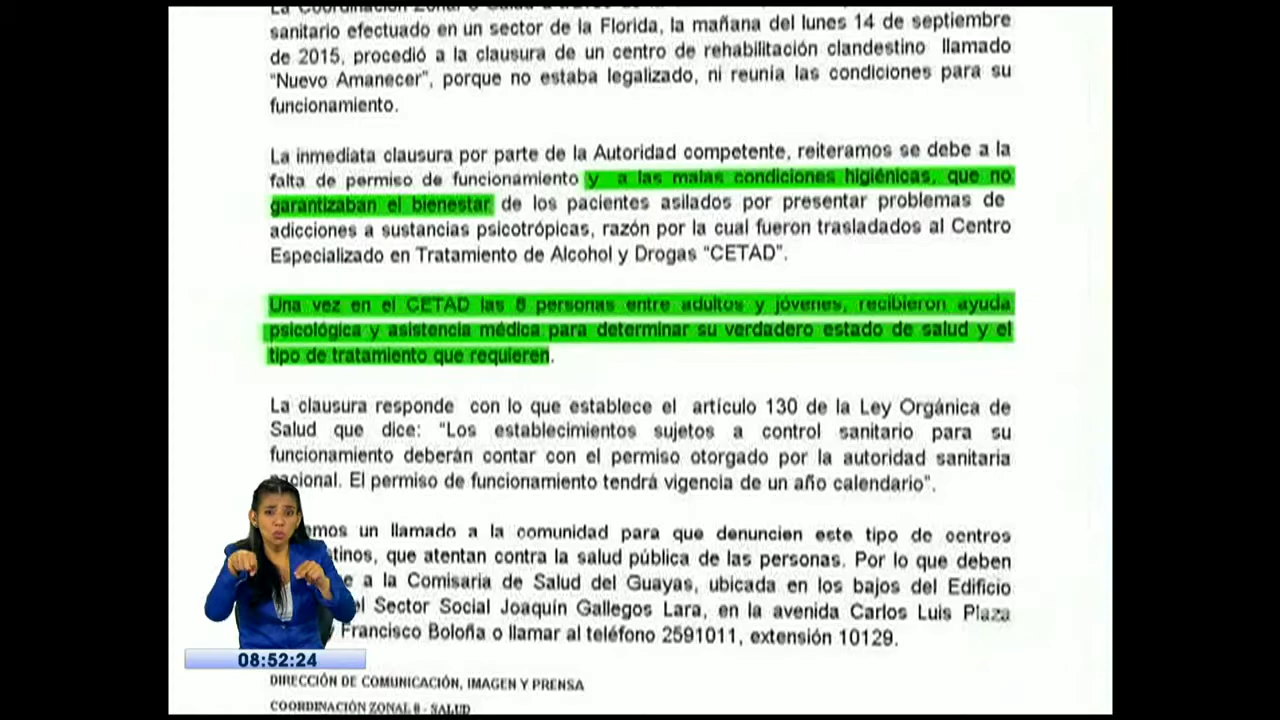 La Coordinación Zonal 8 Salud a través de la
sanitario efectuado en un sector de la Florida, la mañana del lunes 14 de septiembre
de 2015, procedió a la clausura de un centro de rehabilitación clandestino llamado
“Nuevo Amanecer”, porque no estaba legalizado, ni reunía las condiciones para su
funcionamiento.
La inmediata clausura por parte de la Autoridad competente, reiteramos se debe a la
falta de permiso de funcionamiento y a las malas condiciones higiénicas, que no
garantizaban el bienestar de los pacientes asilados por presentar problemas de
adicciones a sustancias psicotrópicas, razón por la cual fueron trasladados al Centro
Especializado en Tratamiento de Alcohol y Drogas “CETAD”.
Una vez en el CETAD las 8 personas entre adultos y jóvenes, recibieron ayuda
psicológica y asistencia médica para determinar su verdadero estado de salud y el
tipo de tratamiento que requieren.
La clausura responde con lo que establece el artículo 130 de la Ley Orgánica de
Salud que dice: “Los establecimientos sujetos a control sanitario para su
funcionamiento deberán contar con el permiso otorgado por la autoridad sanitaria
nacional. El permiso de funcionamiento tendrá vigencia de un año calendario”.
emos un llamado a la comunidad para que denuncien este tipo de centros
tinos, que atentan contra la salud pública de las personas. Por lo que deben
e a la Comisaria de Salud del Guayas, ubicada en los bajos del Edificio
el Sector Social Joaquín Gallegos Lara, en la avenida Carlos Luis Plaza
y Francisco Boloña o llamar al teléfono 2591011, extensión 10129.
08:52:24
DIRECCIÓN DE COMUNICACIÓN, IMAGEN Y PRENSA
COORDINACIÓN ZONAL 8 - SALUD